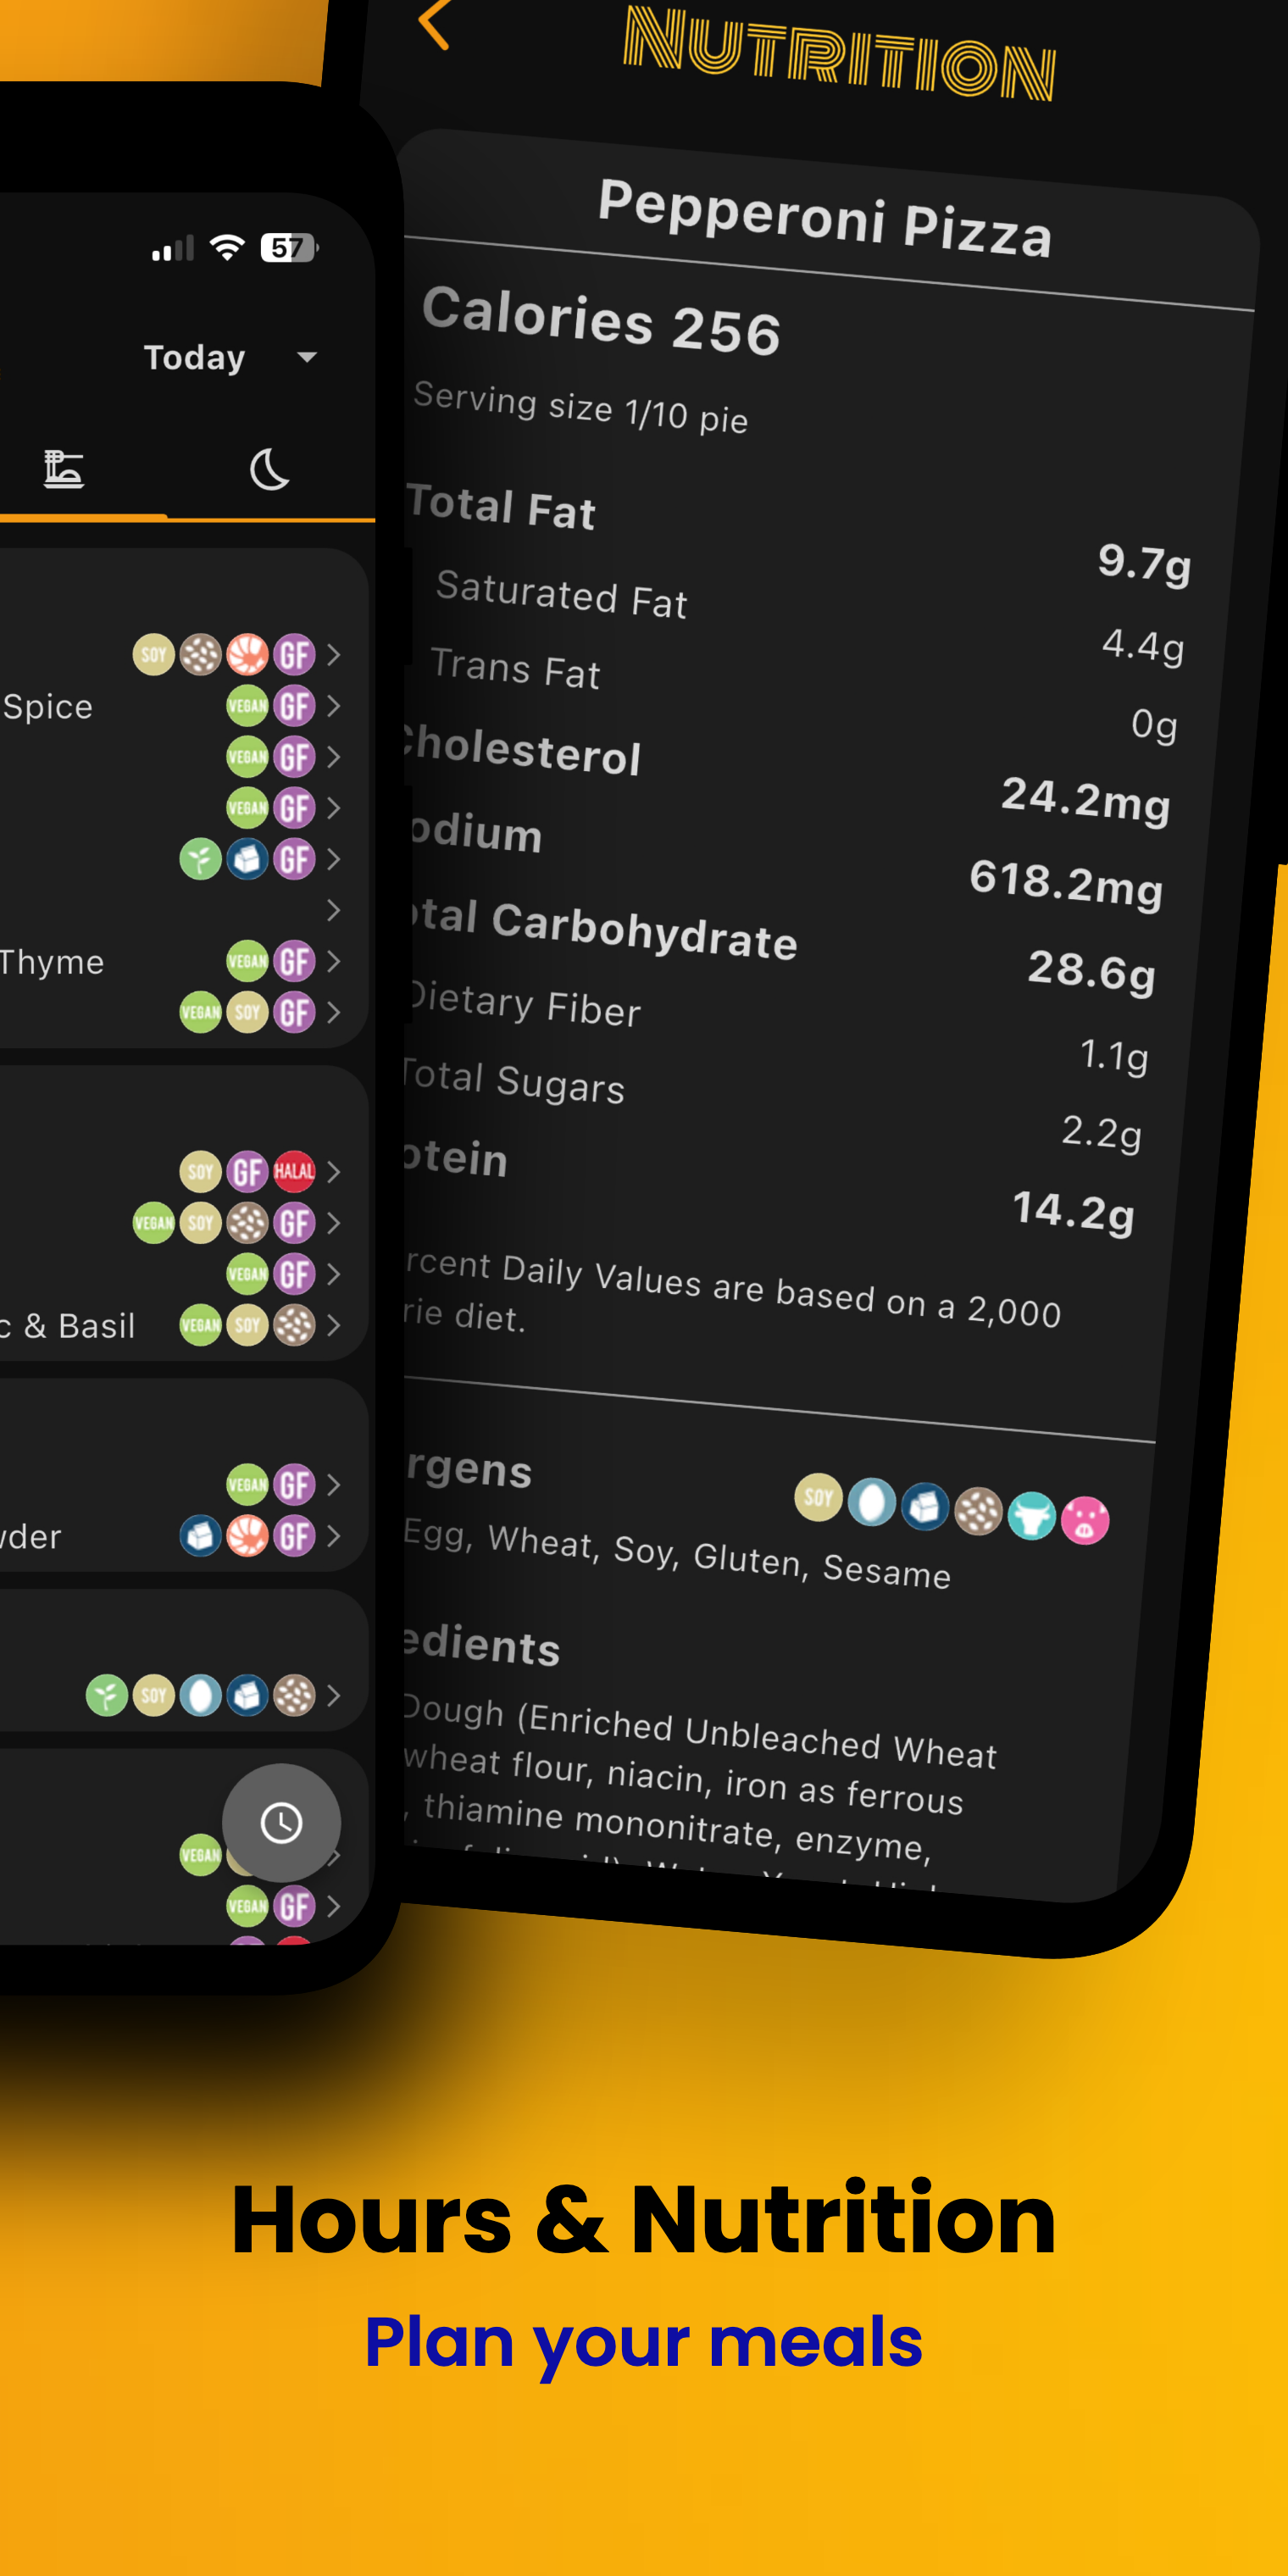 NUTRITION
Pepperoni Pizza
Calories 256
Serving size 1/10 pie
Total Fat 9.7g
Saturated Fat 4.4g
Trans Fat 0g
Cholesterol 24.2mg
odium 618.2mg
otal Carbohydrate 28.6g
Dietary Fiber 1.1g
Total Sugars 2.2g
otein 14.2g
rcent Daily Values are based on a 2,000
rie diet.
rgens SOY
Egg, Wheat, Soy, Gluten, Sesame
edients
Dough (Enriched Unbleached Wheat
wheat flour, niacin, iron as ferrous
, thiamine mononitrate, enzyme,
57
Today
SOY GF
Spice VEGAN GF
VEGAN GF
VEGAN GF
GF
Thyme VEGAN GF
VEGAN SOY GF
SOY GF HALAL
VEGAN SOY GF
VEGAN GF
c & Basil VEGAN SOY
VEGAN GF
wder GF
SOY
VEGAN
VEGAN GF
Hours & Nutrition
Plan your meals